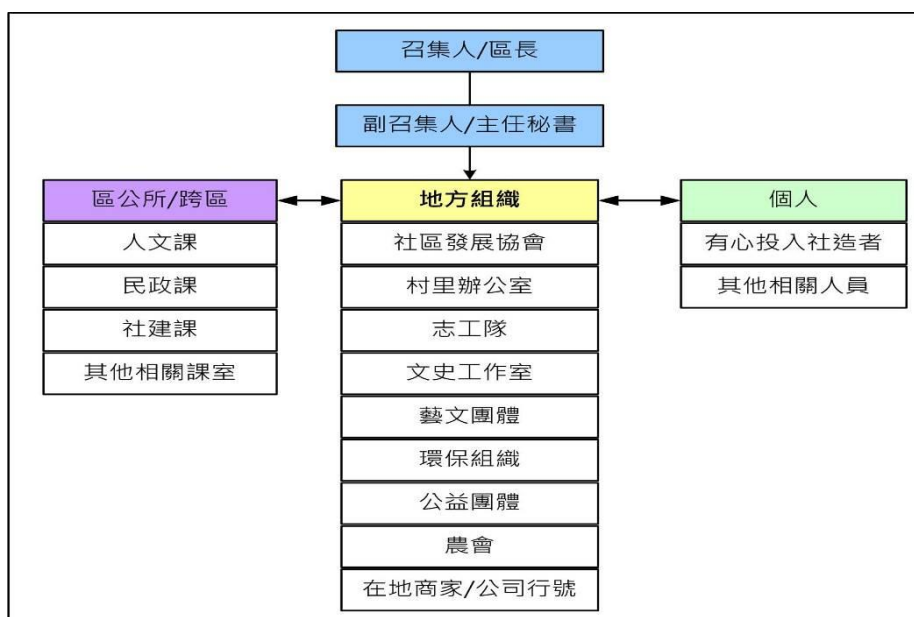 召集人/區長
副召集人/主任秘書
區公所/跨區
人文課
民政課
社建課
其他相關課室
地方組織
社區發展協會
村里辦公室
志工隊
文史工作室
藝文團體
環保組織
公益團體
農會
在地商家/公司行號
個人
有心投入社造者
其他相關人員